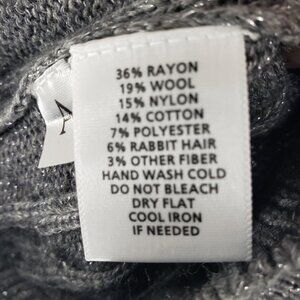 36% RAYON
19% WOOL
15% NYLON
14% COTTON
7% POLYESTER
6% RABBIT HAIR
3% OTHER FIBER
HAND WASH COLD
DO NOT BLEACH
DRY FLAT
COOL IRON
IF NEEDED